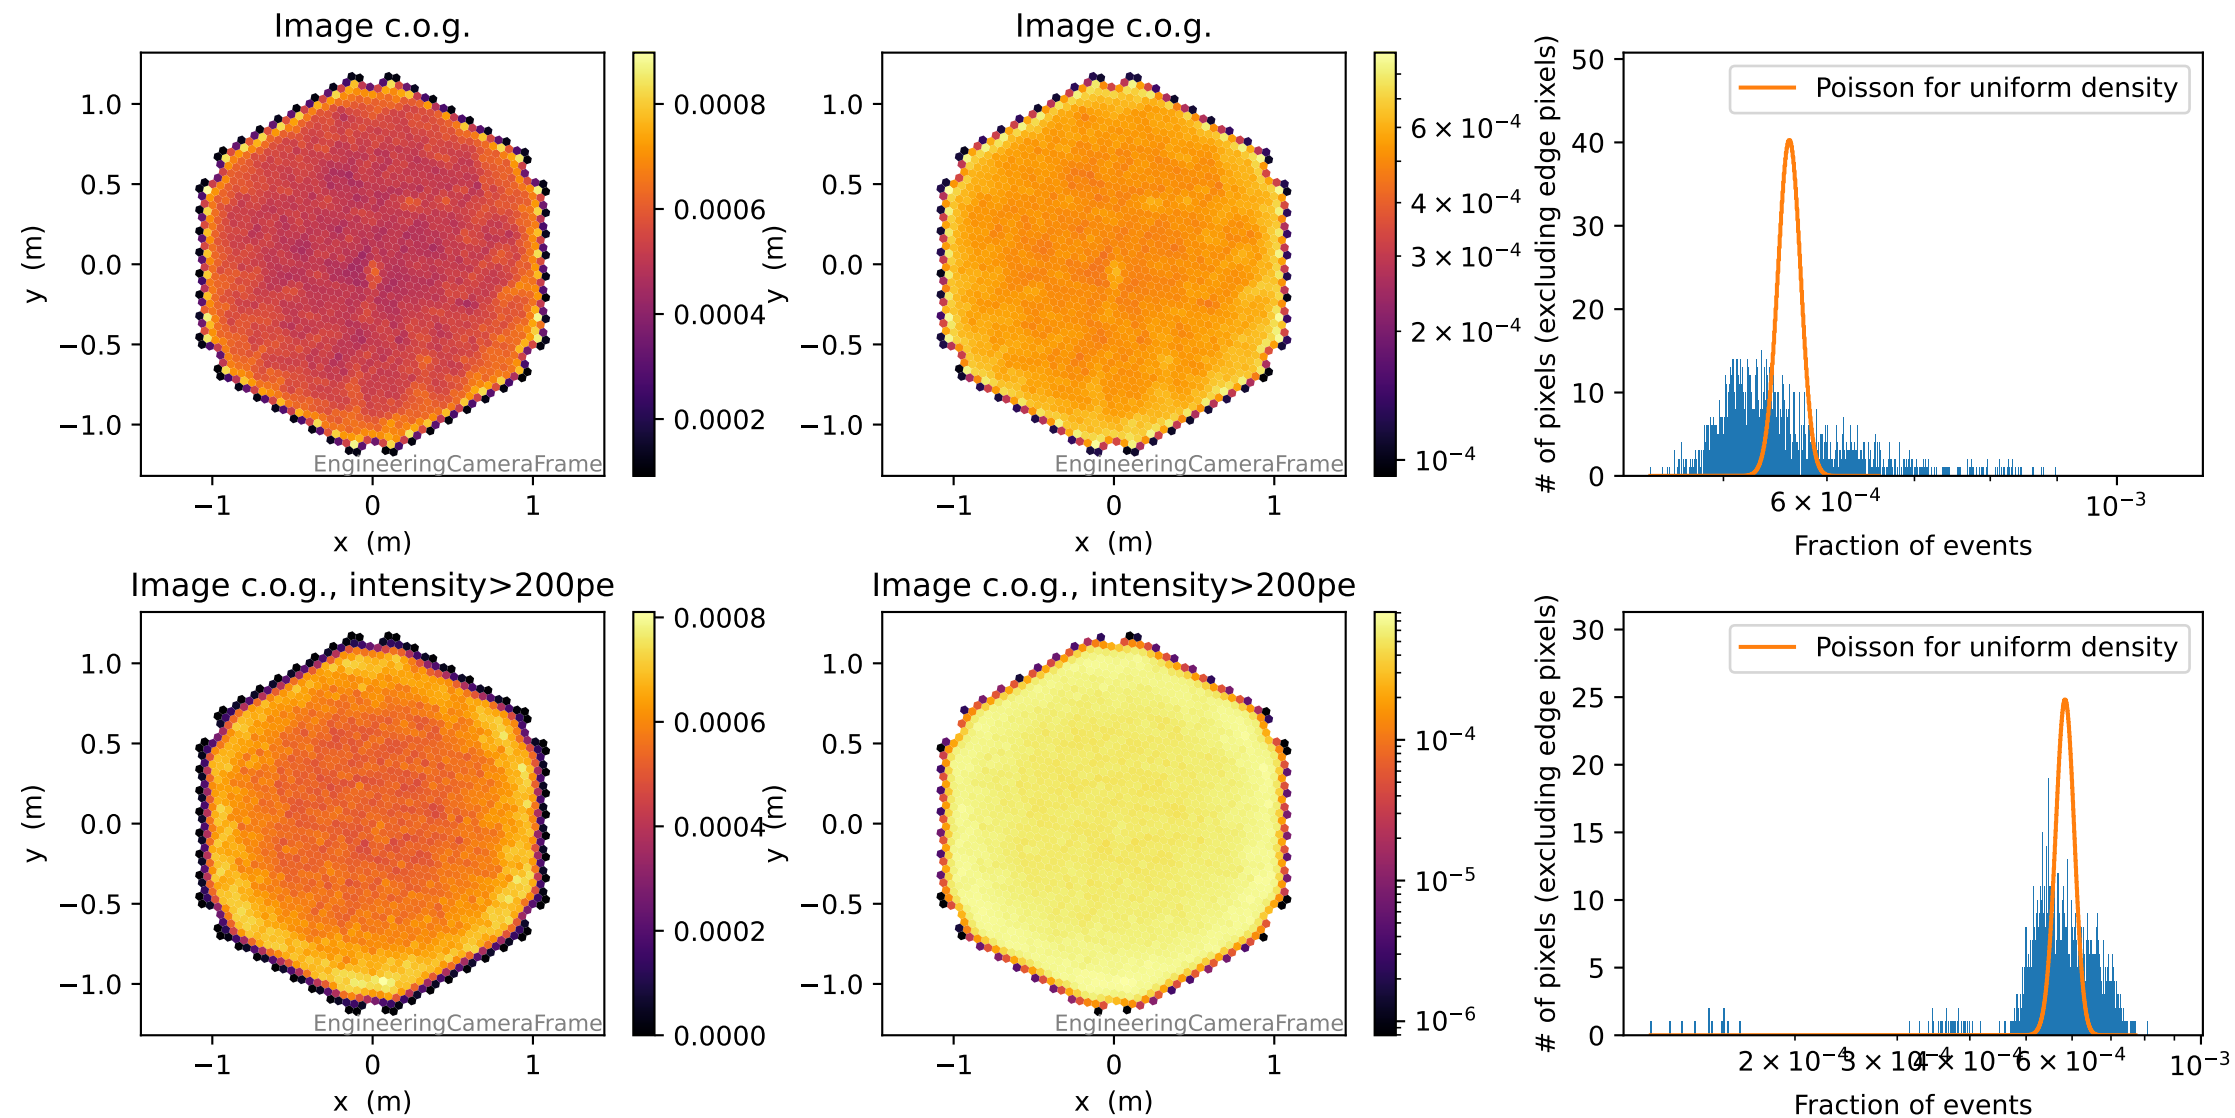 Image c.o.g.
1.0
0.5
0.0
−0.5
−1.0
y (m)
−1
0
1
x (m)
EngineeringCameraFrame
0.0008
0.0006
0.0004
0.0002
Image c.o.g.
1.0
0.5
0.0
−0.5
−1.0
y (m)
−1
0
1
x (m)
EngineeringCameraFrame
6 × 10⁻⁴
4 × 10⁻⁴
3 × 10⁻⁴
2 × 10⁻⁴
10⁻⁴
Poisson for uniform density
# of pixels (excluding edge pixels)
50
40
30
20
10
0
6 × 10⁻⁴
10⁻³
Fraction of events
Image c.o.g., intensity>200pe
1.0
0.5
0.0
−0.5
−1.0
y (m)
−1
0
1
x (m)
EngineeringCameraFrame
0.0008
0.0006
0.0004
0.0002
0.0000
Image c.o.g., intensity>200pe
1.0
0.5
0.0
−0.5
−1.0
y (m)
−1
0
1
x (m)
EngineeringCameraFrame
10⁻⁴
10⁻⁵
10⁻⁶
Poisson for uniform density
# of pixels (excluding edge pixels)
30
25
20
15
10
5
0
2 × 10⁻⁴
3 × 10⁻⁴
4 × 10⁻⁴
6 × 10⁻⁴
10⁻³
Fraction of events